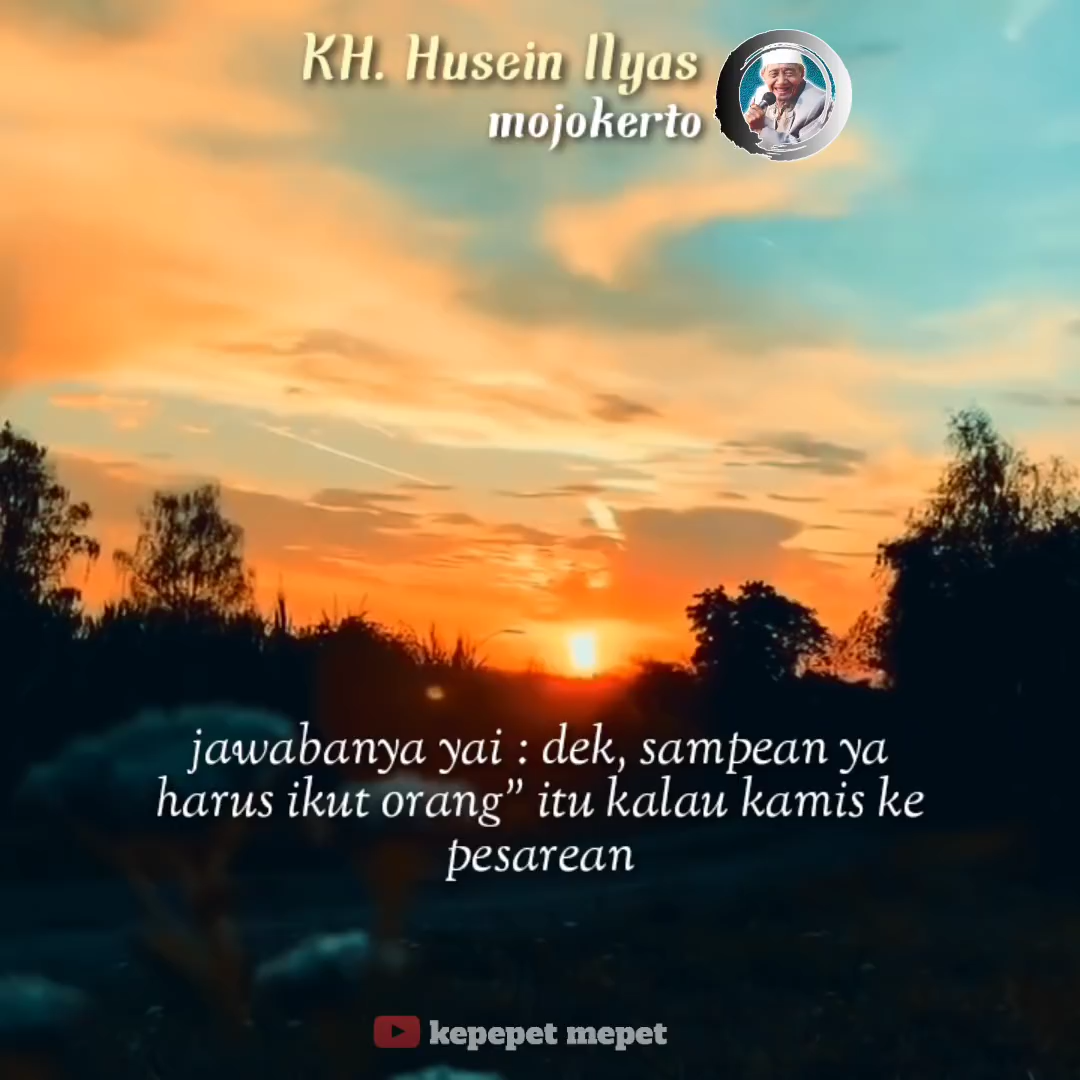 KH. Husein Ilyas
mojokerto
jawabanya yai : dek, sampean ya
harus ikut orang" itu kalau kamis ke
pesarean
kepepet mepet